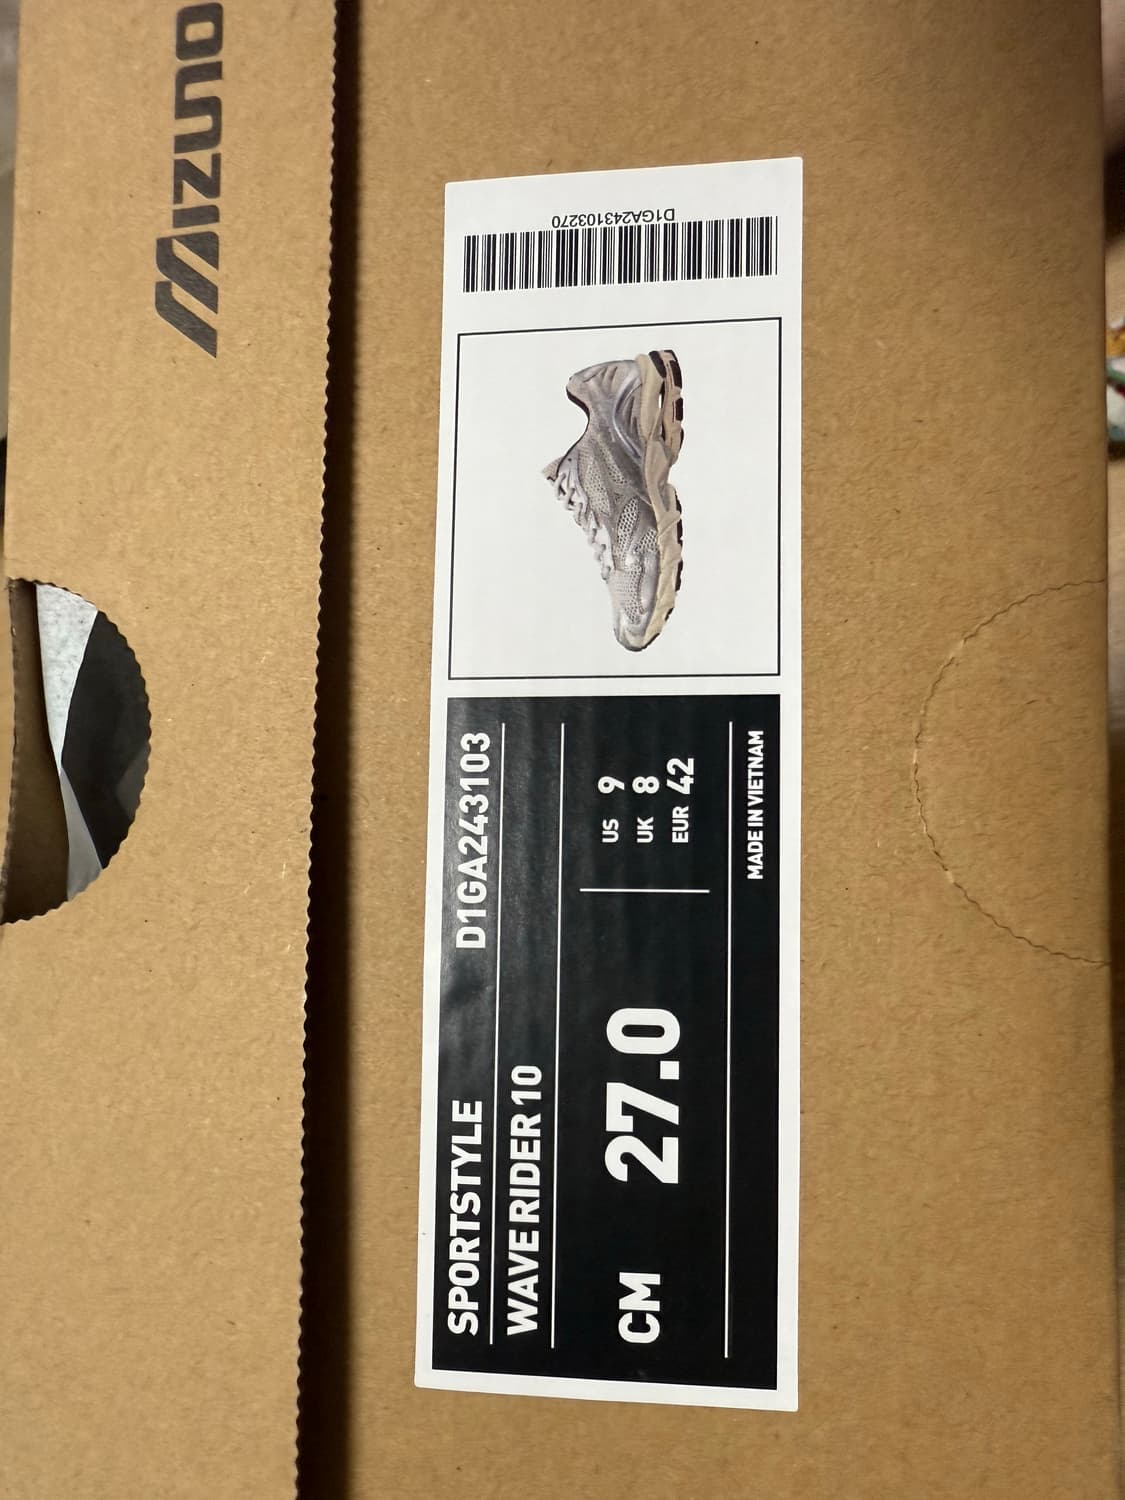 MIZUNO
SPORTSTYLE D1GA243103
WAVE RIDER 10
CM 27.0
US 9
UK 8
EUR 42
MADE IN VIETNAM
D1GA243103270